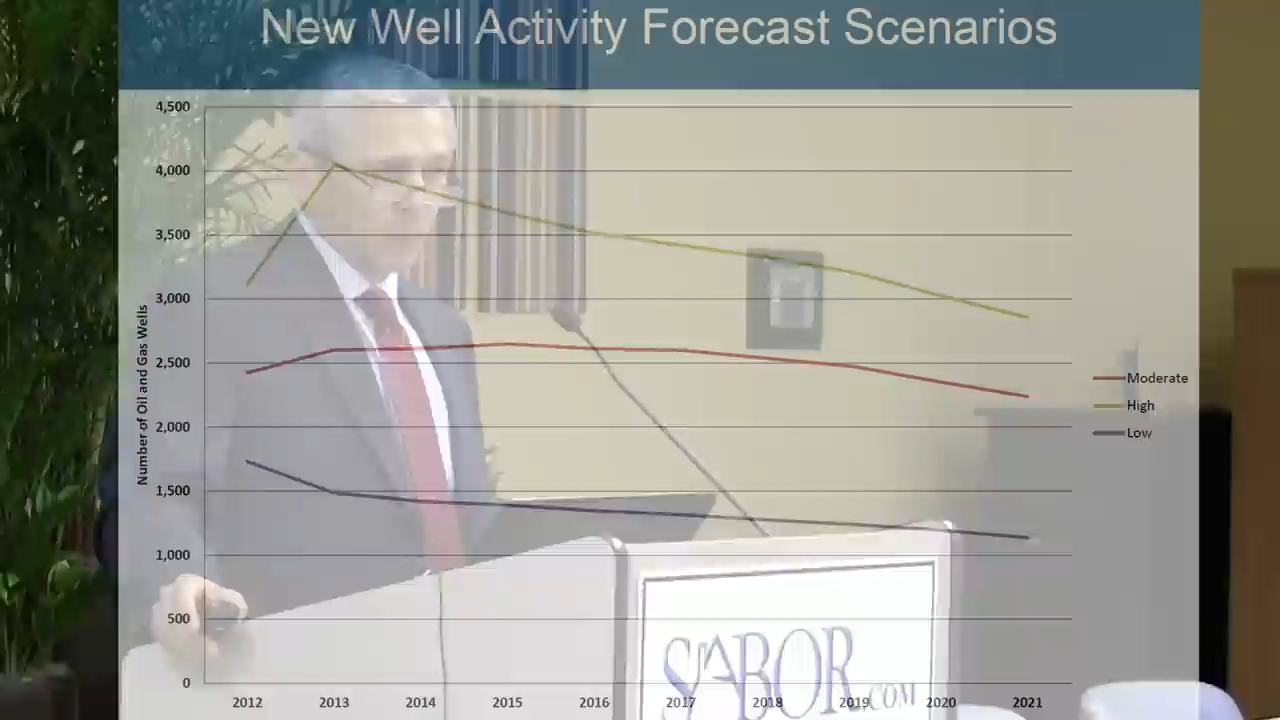 New Well Activity Forecast Scenarios
4,500
4,000
3,500
3,000
2,500
2,000
1,500
1,000
500
0
Number of Oil and Gas Wells
2012 2013 2014 2015 2016 2017 2018 2019 2020 2021
Moderate
High
Low
SABOR.COM